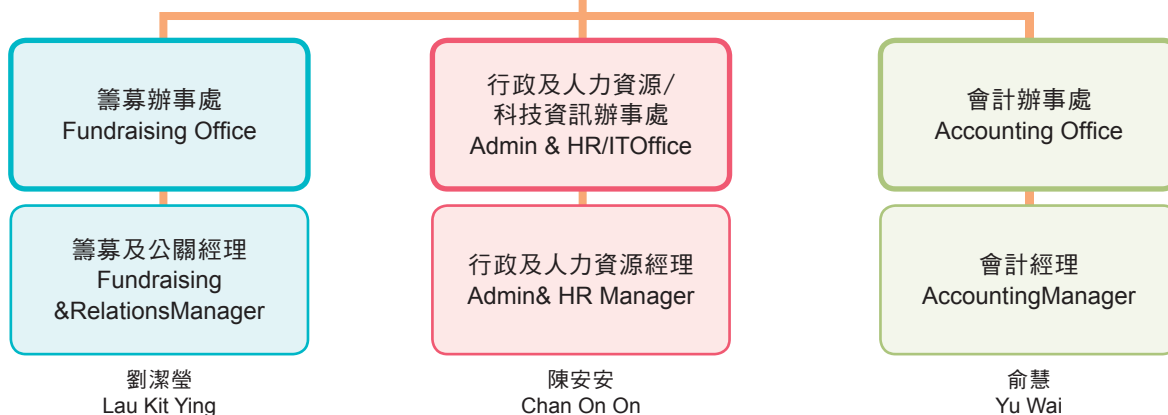 籌募辦事處
Fundraising Office
行政及人力資源/
科技資訊辦事處
Admin & HR/ITOffice
會計辦事處
Accounting Office
籌募及公關經理
Fundraising
&RelationsManager
行政及人力資源經理
Admin& HR Manager
會計經理
AccountingManager
劉潔瑩
Lau Kit Ying
陳安安
Chan On On
俞慧
Yu Wai